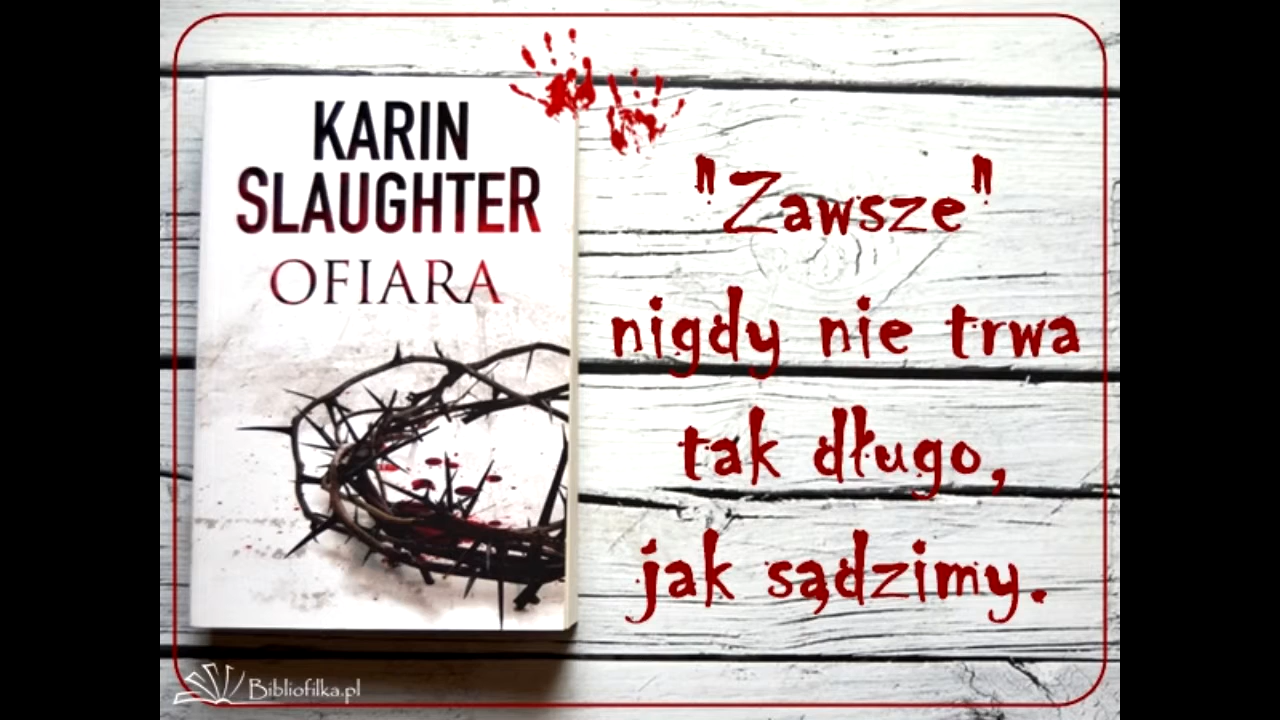 KARIN
SLAUGHTER
OFIARA
"Zawsze"
nigdy nie trwa
tak długo,
jak sądzimy.
Bibliofilka.pl